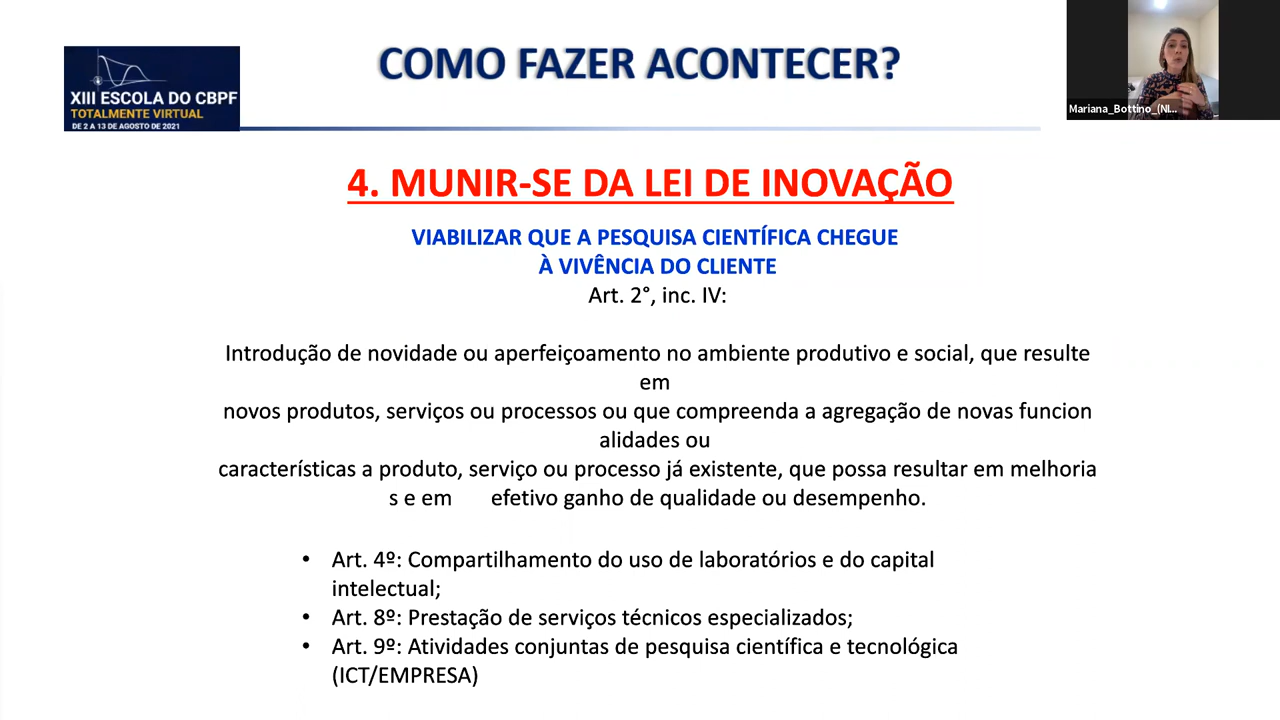 COMO FAZER ACONTECER?
XIII ESCOLA DO CBPF
TOTALMENTE VIRTUAL
DE 2 A 13 DE AGOSTO DE 2021
Mariana_Bottino_(NI...
4. MUNIR-SE DA LEI DE INOVAÇÃO
VIABILIZAR QUE A PESQUISA CIENTÍFICA CHEGUE
À VIVÊNCIA DO CLIENTE
Art. 2°, inc. IV:
Introdução de novidade ou aperfeiçoamento no ambiente produtivo e social, que resulte
em
novos produtos, serviços ou processos ou que compreenda a agregação de novas funcion
alidades ou
características a produto, serviço ou processo já existente, que possa resultar em melhoria
s e em efetivo ganho de qualidade ou desempenho.
• Art. 4º: Compartilhamento do uso de laboratórios e do capital
intelectual;
• Art. 8º: Prestação de serviços técnicos especializados;
• Art. 9º: Atividades conjuntas de pesquisa científica e tecnológica
(ICT/EMPRESA)